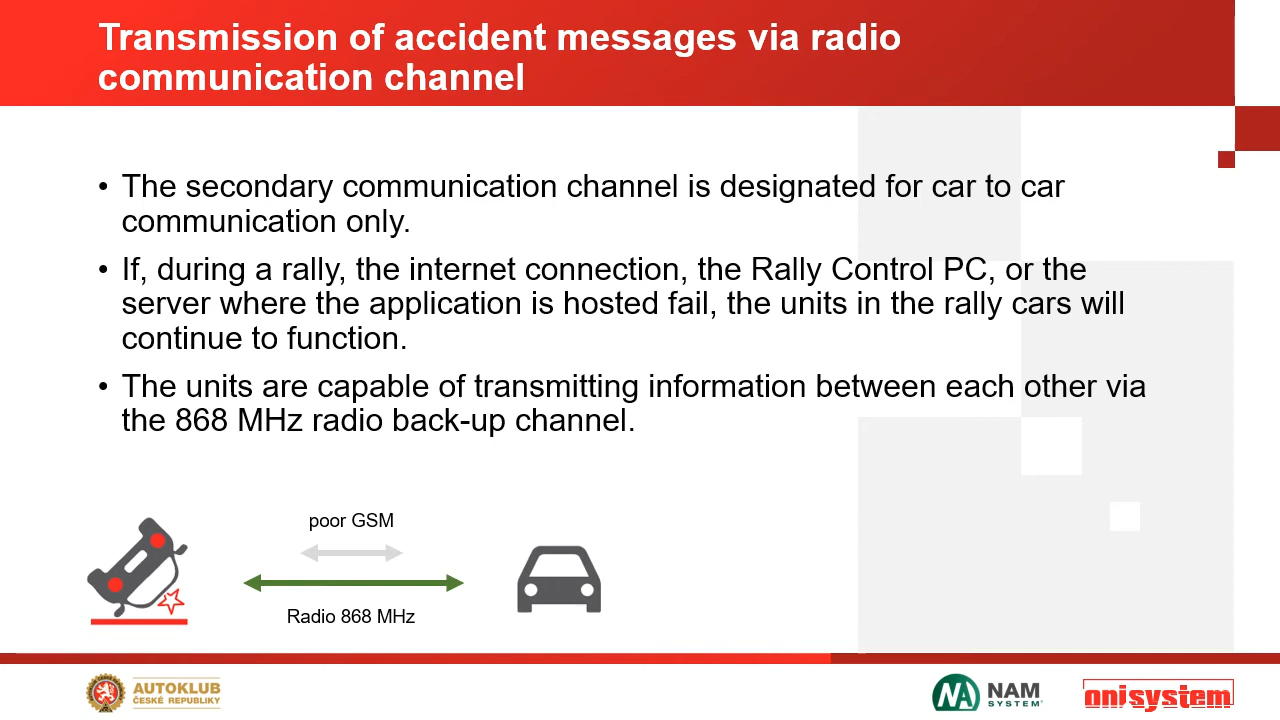 Transmission of accident messages via radio
communication channel
• The secondary communication channel is designated for car to car
communication only.
• If, during a rally, the internet connection, the Rally Control PC, or the
server where the application is hosted fail, the units in the rally cars will
continue to function.
• The units are capable of transmitting information between each other via
the 868 MHz radio back-up channel.
poor GSM
Radio 868 MHz
AUTOKLUB
ČESKÉ REPUBLIKY
NAM
SYSTEM
onisystem